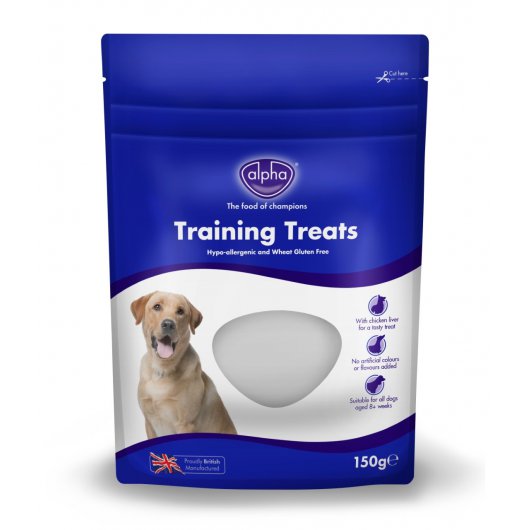 Cut here
alpha®
The food of champions
Training Treats
Hypo-allergenic and Wheat Gluten Free
With chicken liver
for a tasty treat
No artificial colours
or flavours added
Suitable for all dogs
aged 8+ weeks
Proudly British
Manufactured
150g℮